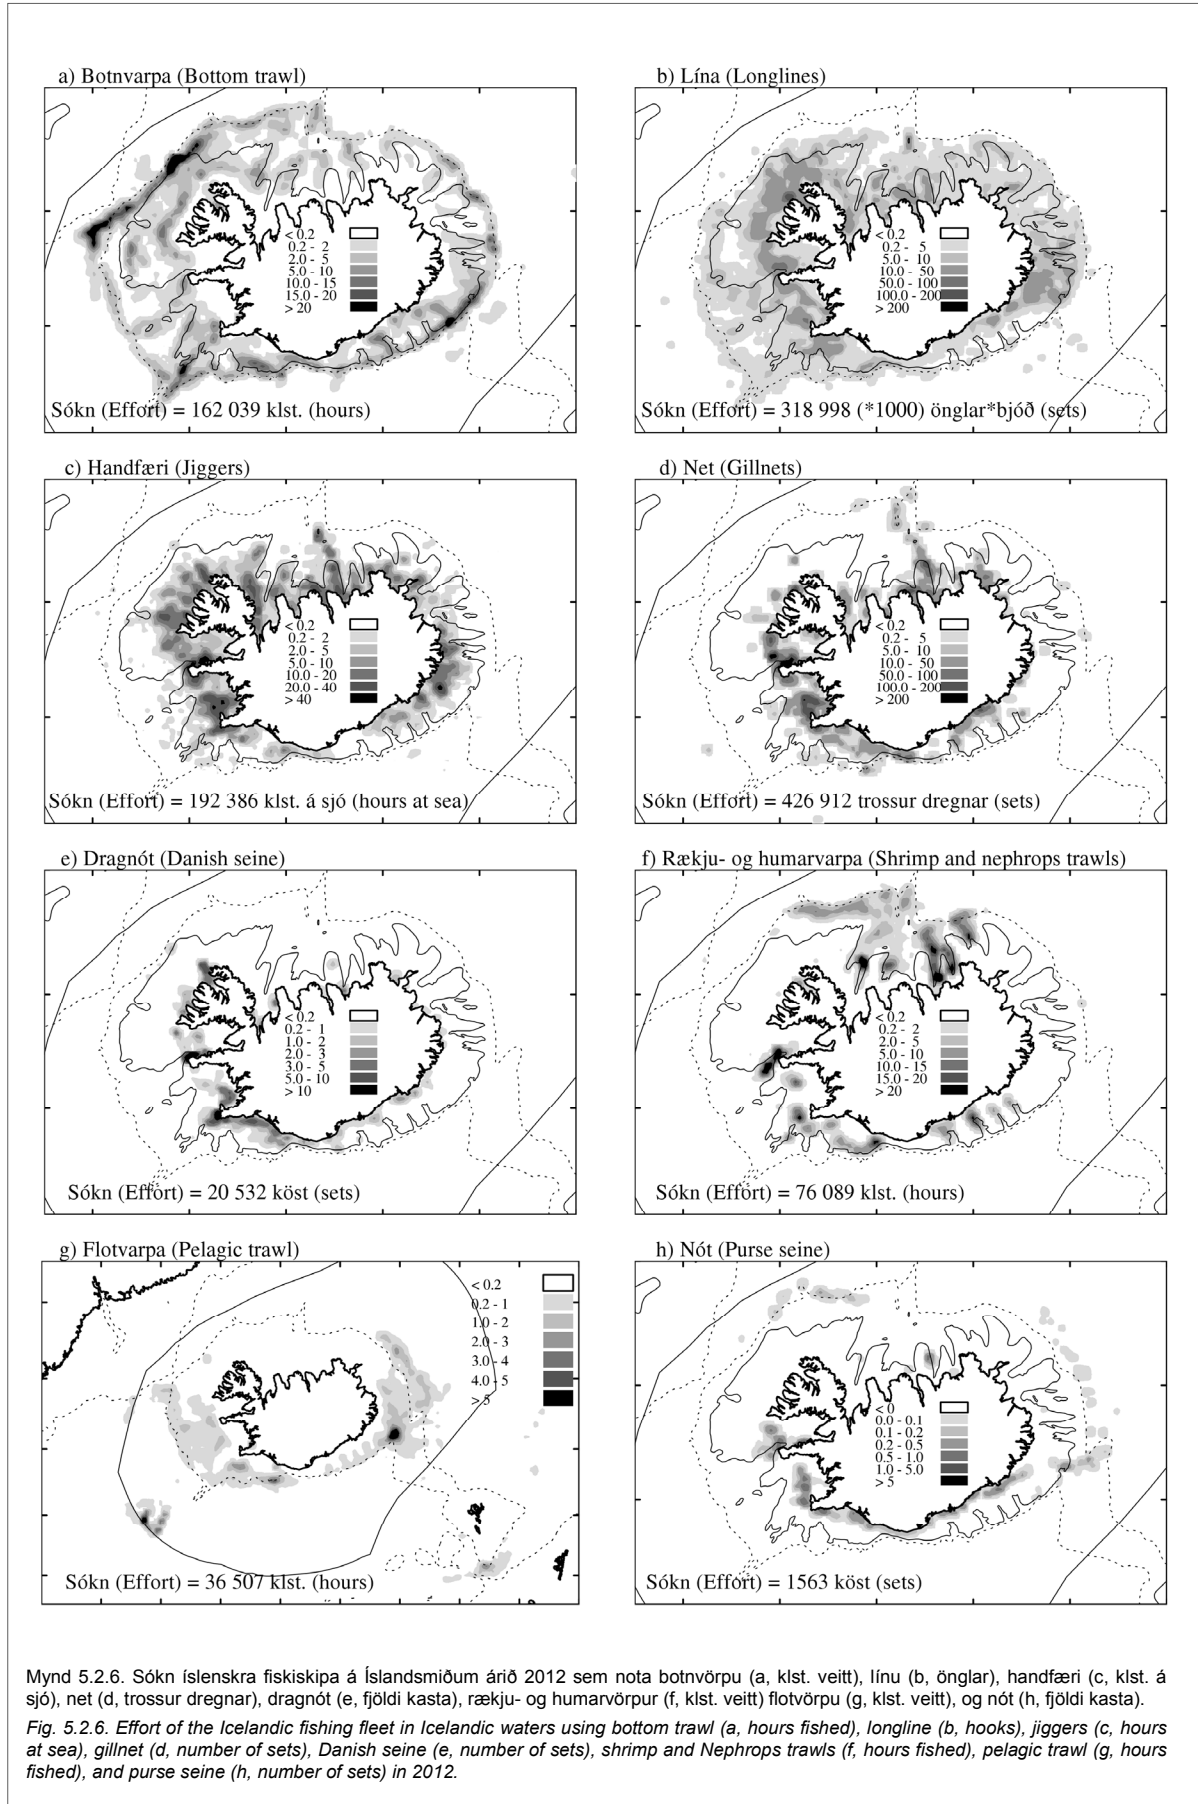 a) Botnvarpa (Bottom trawl)
< 0.2
0.2 - 2
2.0 - 5
5.0 - 10
10.0 - 15
15.0 - 20
> 20
Sókn (Effort) = 162 039 klst. (hours)
b) Lína (Longlines)
< 0.2
0.2 - 5
5.0 - 10
10.0 - 50
50.0 - 100
100.0 - 200
> 200
Sókn (Effort) = 318 998 (*1000) önglar*bjóð (sets)
c) Handfæri (Jiggers)
< 0.2
0.2 - 2
2.0 - 5
5.0 - 10
10.0 - 20
20.0 - 40
> 40
Sókn (Effort) = 192 386 klst. á sjó (hours at sea)
d) Net (Gillnets)
< 0.2
0.2 - 5
5.0 - 10
10.0 - 50
50.0 - 100
100.0 - 200
> 200
Sókn (Effort) = 426 912 trossur dregnar (sets)
e) Dragnót (Danish seine)
< 0.2
0.2 - 1
1.0 - 2
2.0 - 3
3.0 - 5
5.0 - 10
> 10
Sókn (Effort) = 20 532 köst (sets)
f) Rækju- og humarvarpa (Shrimp and nephrops trawls)
< 0.2
0.2 - 2
2.0 - 5
5.0 - 10
10.0 - 15
15.0 - 20
> 20
Sókn (Effort) = 76 089 klst. (hours)
g) Flotvarpa (Pelagic trawl)
< 0.2
0.2 - 1
1.0 - 2
2.0 - 3
3.0 - 4
4.0 - 5
> 5
Sókn (Effort) = 36 507 klst. (hours)
h) Nót (Purse seine)
< 0
0.0 - 0.1
0.1 - 0.2
0.2 - 0.5
0.5 - 1.0
1.0 - 5.0
> 5
Sókn (Effort) = 1563 köst (sets)
Mynd 5.2.6. Sókn íslenskra fiskiskipa á Íslandsmiðum árið 2012 sem nota botnvörpu (a, klst. veitt), línu (b, önglar), handfæri (c, klst. á
sjó), net (d, trossur dregnar), dragnót (e, fjöldi kasta), rækju- og humarvörpur (f, klst. veitt) flotvörpu (g, klst. veitt), og nót (h, fjöldi kasta).
Fig. 5.2.6. Effort of the Icelandic fishing fleet in Icelandic waters using bottom trawl (a, hours fished), longline (b, hooks), jiggers (c, hours
at sea), gillnet (d, number of sets), Danish seine (e, number of sets), shrimp and Nephrops trawls (f, hours fished), pelagic trawl (g, hours
fished), and purse seine (h, number of sets) in 2012.